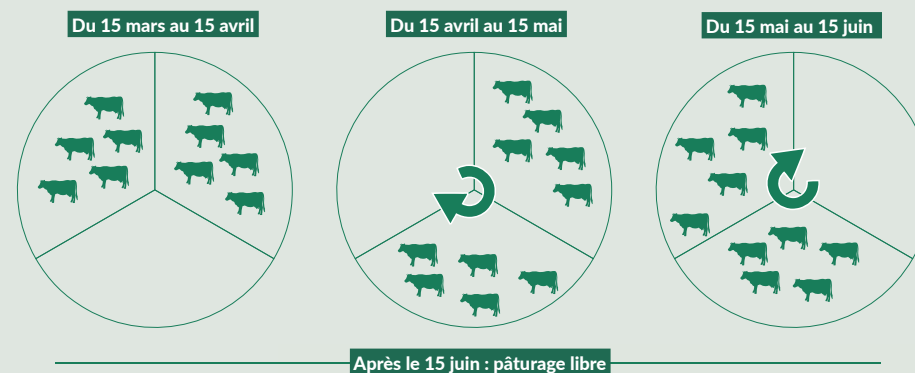 Du 15 mars au 15 avril
Du 15 avril au 15 mai
Du 15 mai au 15 juin
Après le 15 juin : pâturage libre